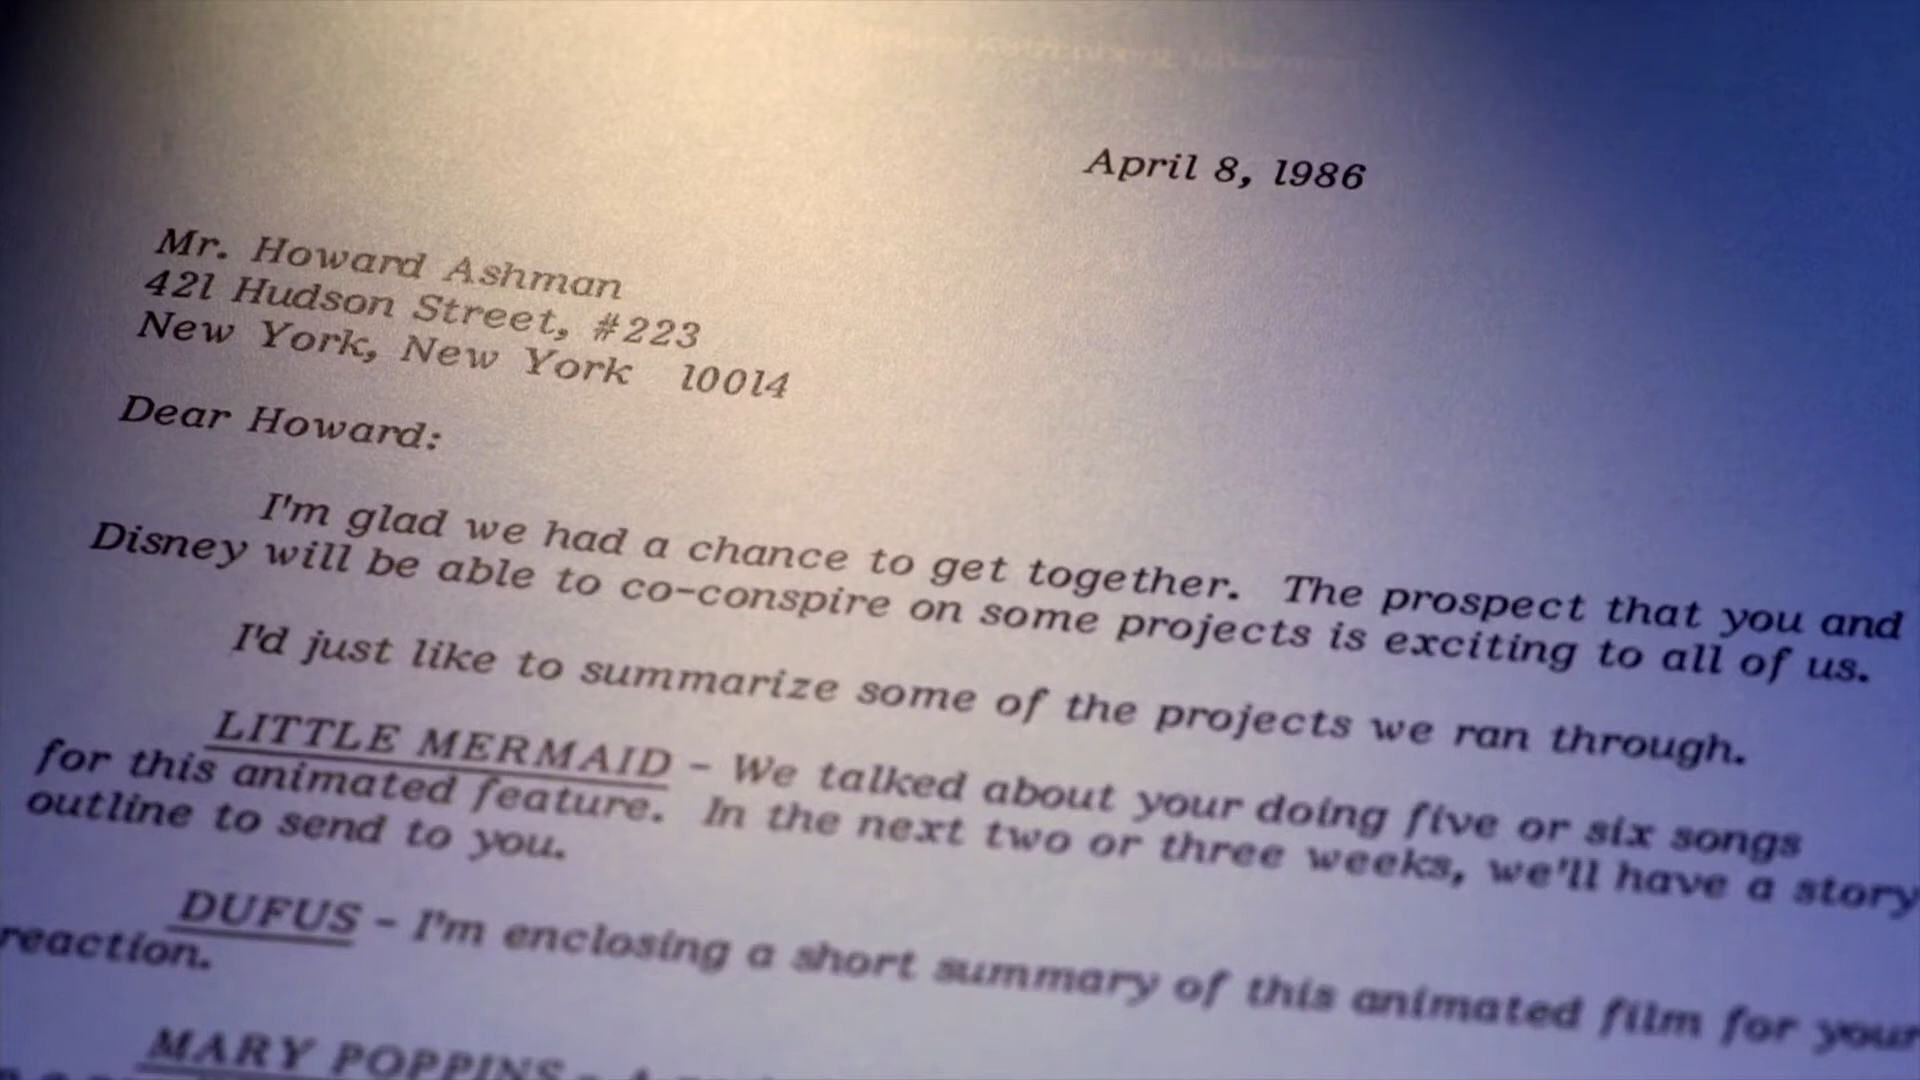 April 8, 1986
Mr. Howard Ashman
421 Hudson Street, #223
New York, New York 10014
Dear Howard:
I'm glad we had a chance to get together. The prospect that you and
Disney will be able to co-conspire on some projects is exciting to all of us.
I'd just like to summarize some of the projects we ran through.
LITTLE MERMAID - We talked about your doing five or six songs
for this animated feature. In the next two or three weeks, we'll have a story
outline to send to you.
DUFUS - I'm enclosing a short summary of this animated film for your
reaction.
MARY POPPINS -